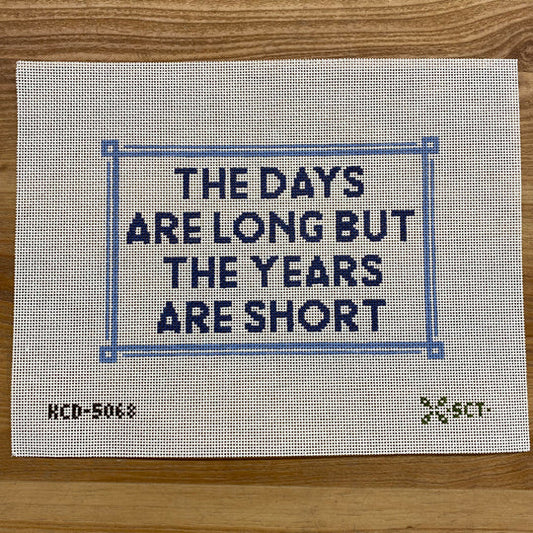 THE DAYS
ARE LONG BUT
THE YEARS
ARE SHORT
KCD-5068
SCT·